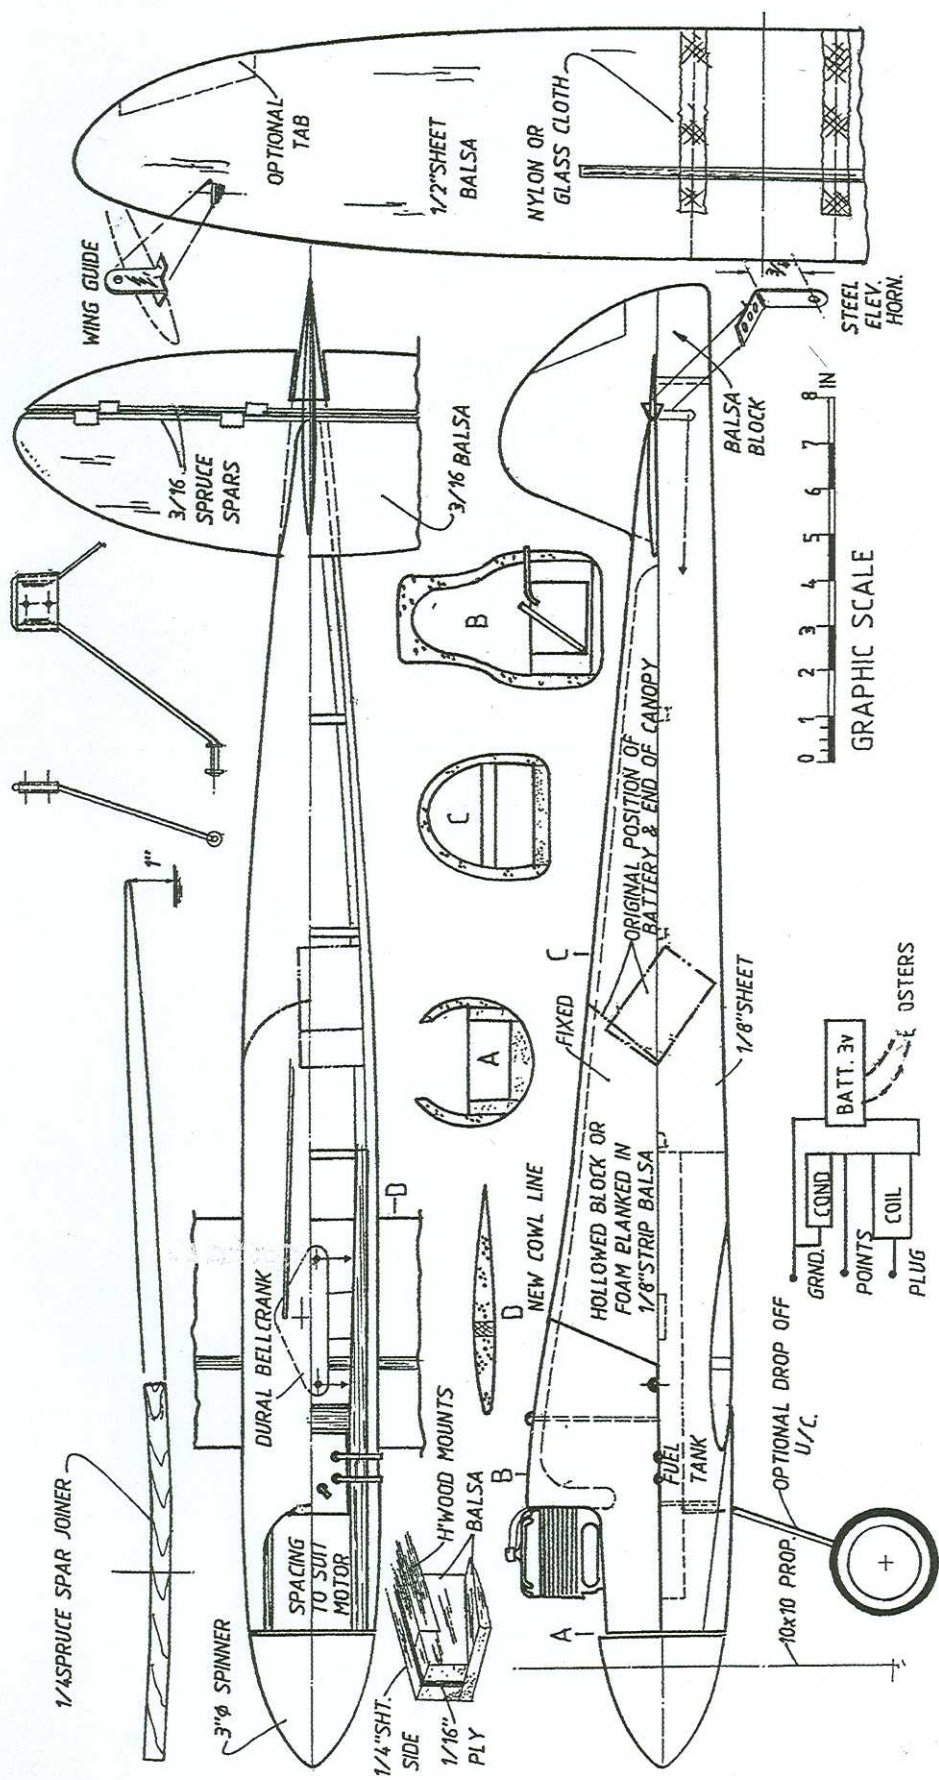 1/4SPRUCE SPAR JOINER
1"
3"Ø SPINNER
SPACING
TO SUIT
MOTOR
DURAL BELLCRANK
D
3/16
SPRUCE
SPARS
3/16 BALSA
WING GUIDE
OPTIONAL
TAB
1/2"SHEET
BALSA
NYLON OR
GLASS CLOTH
STEEL
ELEV.
HORN.
1/4"SHT.
SIDE
1/16"
PLY
H'WOOD MOUNTS
BALSA
D
A
C
B
NEW COWL LINE
HOLLOWED BLOCK OR
FOAM PLANKED IN
1/8"STRIP BALSA
FIXED
C
ORIGINAL POSITION OF
BATTERY & END OF CANOPY
BALSA
BLOCK
A
B
FUEL
TANK
1/8"SHEET
10x10 PROP.
OPTIONAL DROP OFF
U/C.
GRND.
COND
POINTS
COIL
PLUG
BATT. 3v
OSTERS
0 1 2 3 4 5 6 7 8 IN
GRAPHIC SCALE